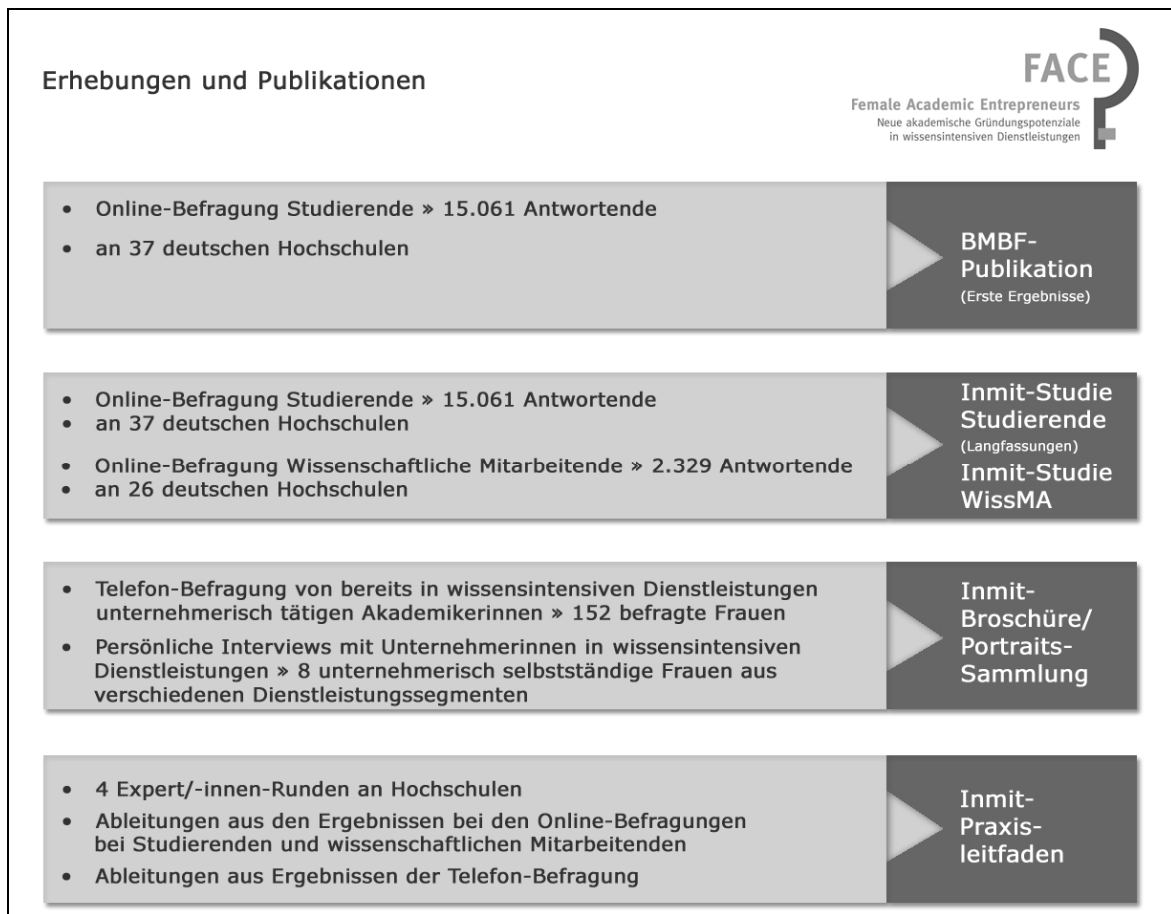 Erhebungen und Publikationen
FACE
Female Academic Entrepreneurs
Neue akademische Gründungspotenziale
in wissensintensiven Dienstleistungen
• Online-Befragung Studierende » 15.061 Antwortende
• an 37 deutschen Hochschulen
BMBF-
Publikation
(Erste Ergebnisse)
• Online-Befragung Studierende » 15.061 Antwortende
• an 37 deutschen Hochschulen
• Online-Befragung Wissenschaftliche Mitarbeitende » 2.329 Antwortende
• an 26 deutschen Hochschulen
Inmit-Studie
Studierende
(Langfassungen)
Inmit-Studie
WissMA
• Telefon-Befragung von bereits in wissensintensiven Dienstleistungen
unternehmerisch tätigen Akademikerinnen » 152 befragte Frauen
• Persönliche Interviews mit Unternehmerinnen in wissensintensiven
Dienstleistungen » 8 unternehmerisch selbstständige Frauen aus
verschiedenen Dienstleistungssegmenten
Inmit-
Broschüre/
Portraits-
Sammlung
• 4 Expert/-innen-Runden an Hochschulen
• Ableitungen aus den Ergebnissen bei den Online-Befragungen
bei Studierenden und wissenschaftlichen Mitarbeitenden
• Ableitungen aus Ergebnissen der Telefon-Befragung
Inmit-
Praxis-
leitfaden